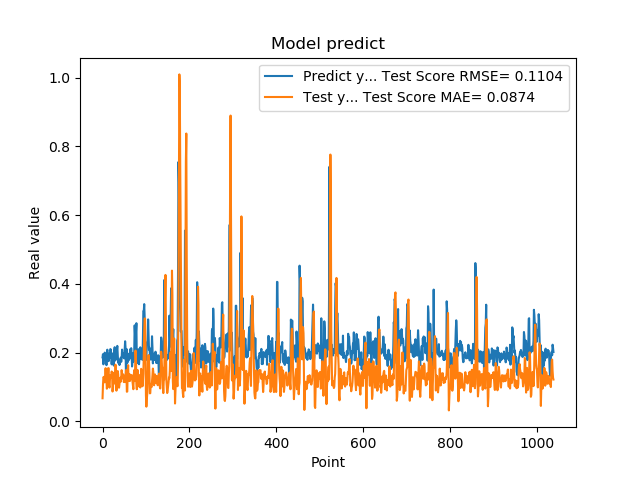 Model predict
Predict y... Test Score RMSE= 0.1104
Test y... Test Score MAE= 0.0874
Real value
1.0
0.8
0.6
0.4
0.2
0.0
0 200 400 600 800 1000
Point